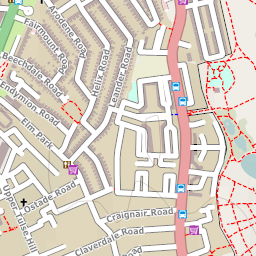 Arodene Road
Fairmount Road
Helix Road
Leander Road
Beechdale Road
Endymion Road
Elm Park
Ostade Road
Upper Tulse Hill
Craignair Road
Claverdale Road